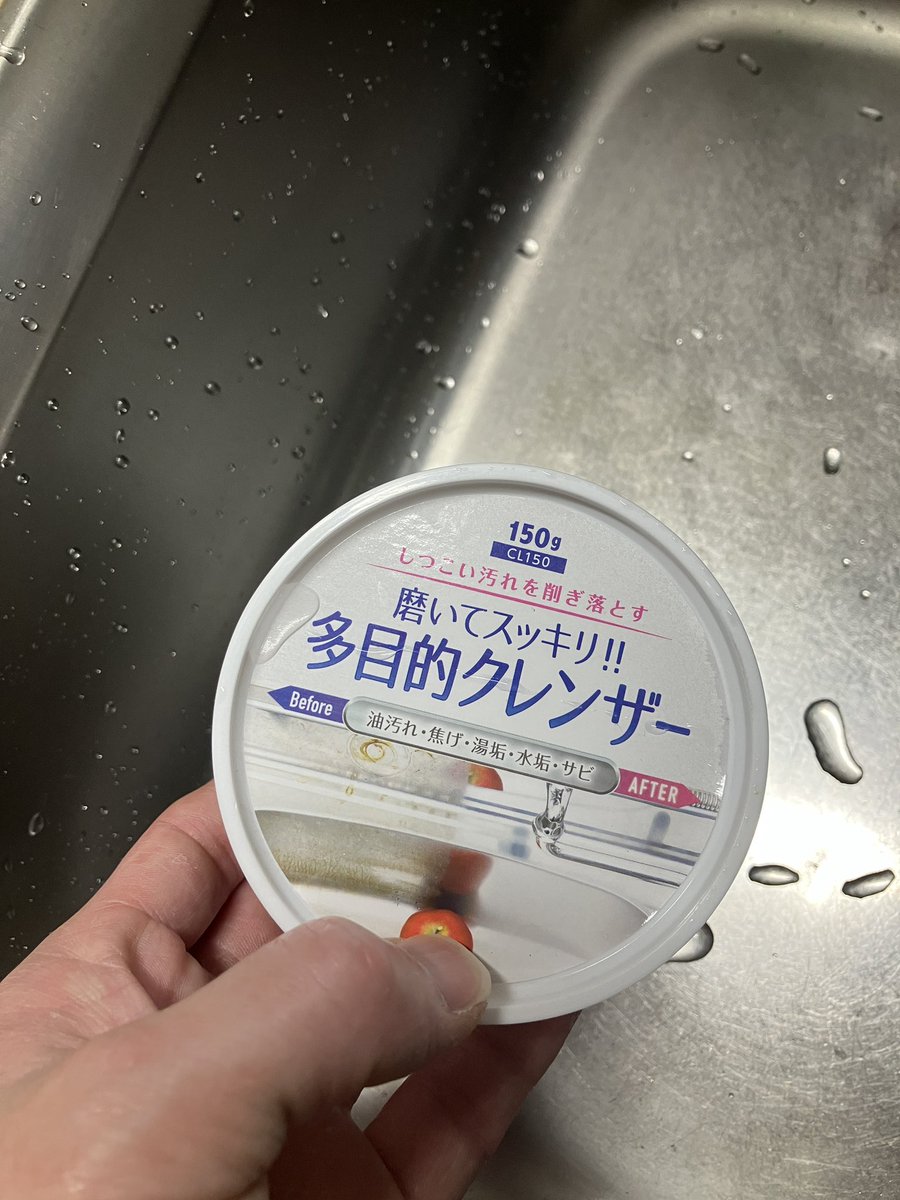 150g
CL150
しつこい汚れを削ぎ落とす
磨いてスッキリ!!
多目的クレンザー
Before
油汚れ・焦げ・湯垢・水垢・サビ
AFTER